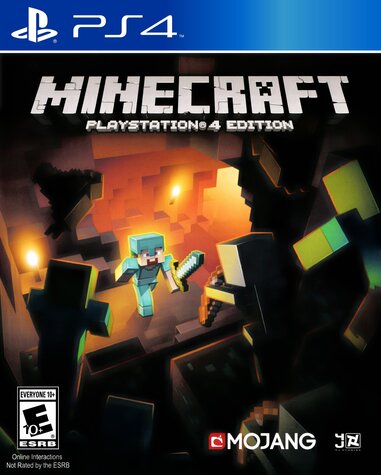 PS4
MINECRAFT
PLAYSTATION®4 EDITION
EVERYONE 10+
E
10+
ESRB
Online Interactions
Not Rated by the ESRB
MOJANG